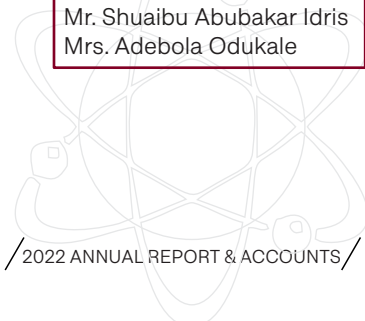 Mr. Shuaibu Abubakar Idris
Mrs. Adebola Odukale
2022 ANNUAL REPORT & ACCOUNTS